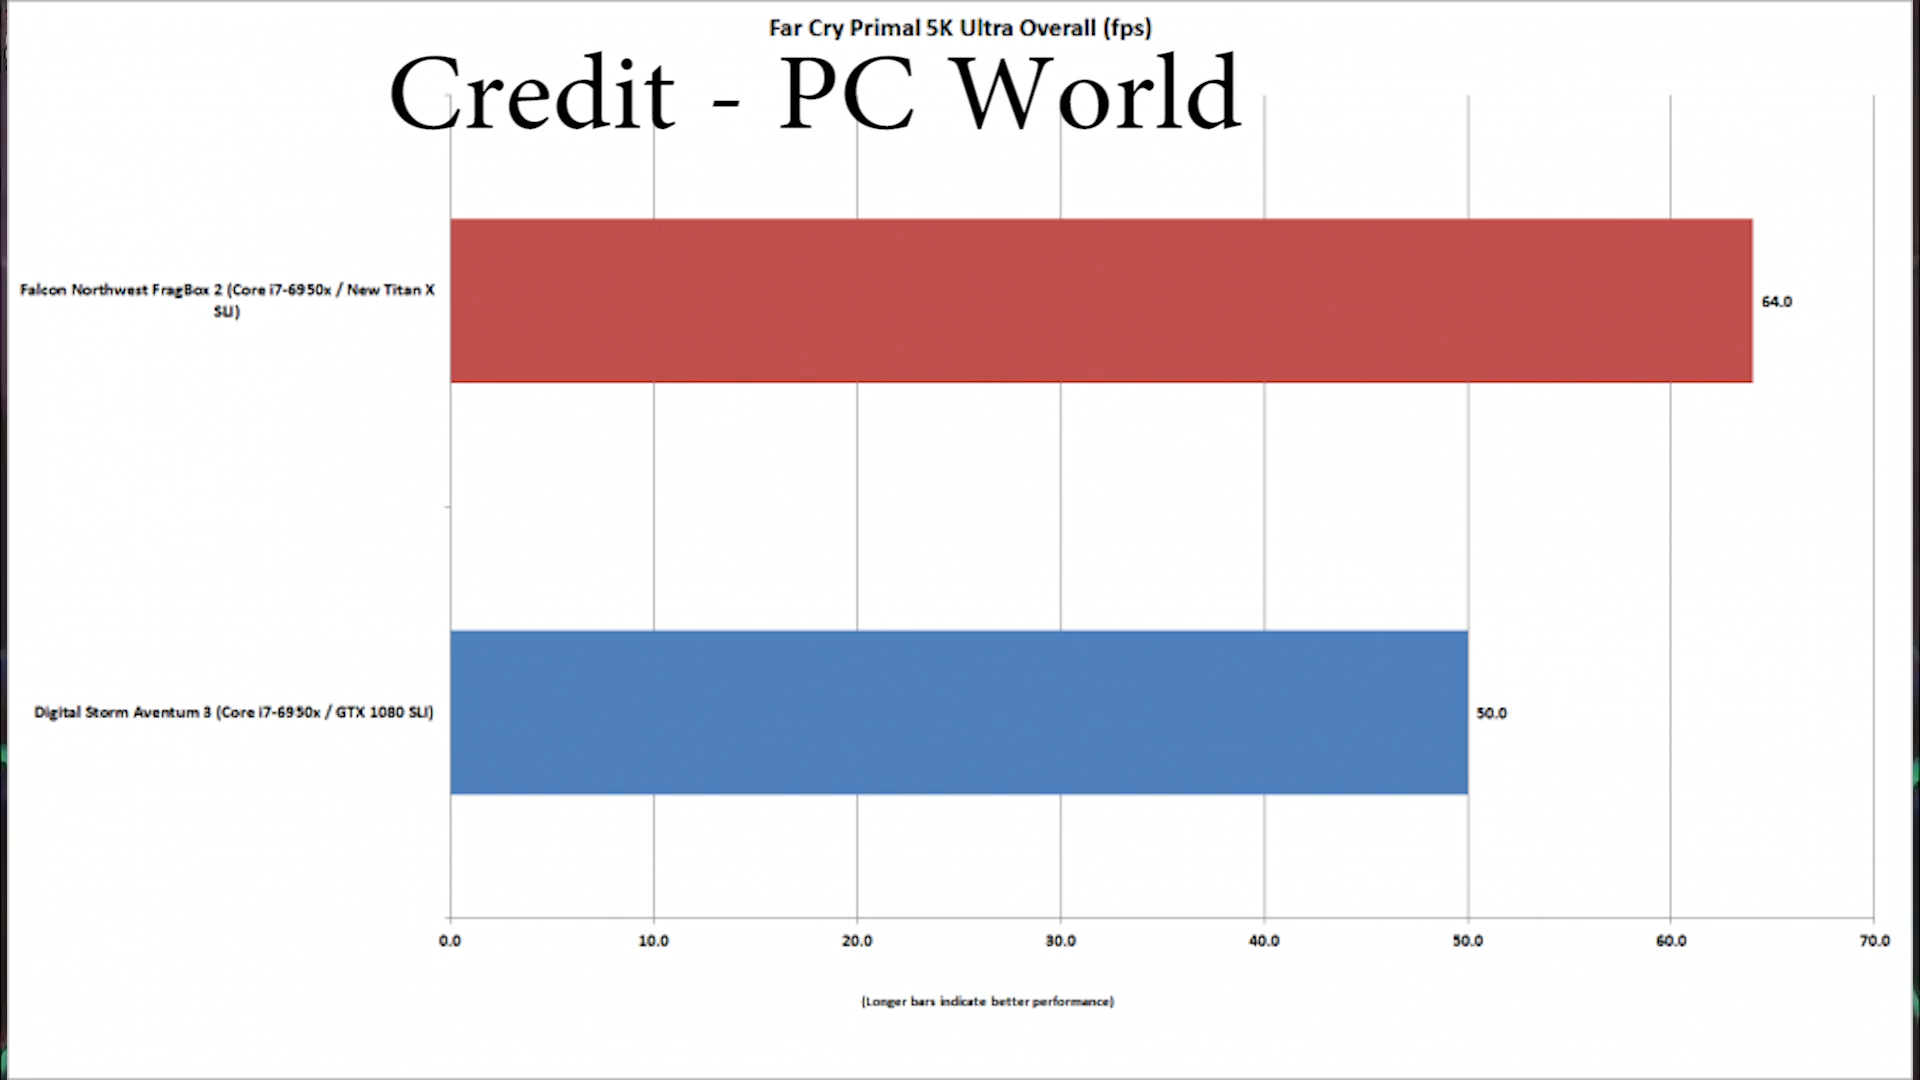 Far Cry Primal 5K Ultra Overall (fps)
Credit - PC World
Falcon Northwest FragBox 2 (Core i7-6950x / New Titan X
SLI)
64.0
Digital Storm Aventum 3 (Core i7-6950x / GTX 1080 SLI)
50.0
0.0 10.0 20.0 30.0 40.0 50.0 60.0 70.0
(Longer bars indicate better performance)